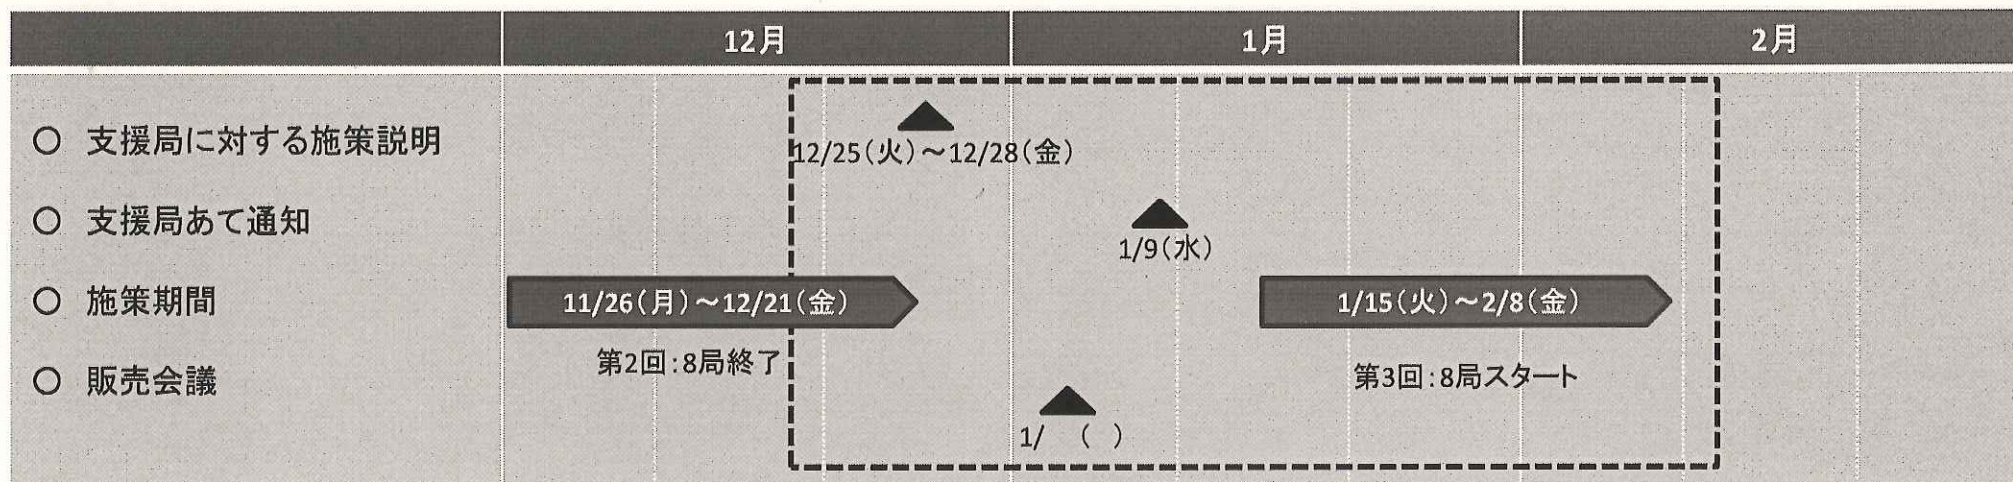 12月 1月 2月
○ 支援局に対する施策説明
12/25(火)～12/28(金)
○ 支援局あて通知
1/9(水)
○ 施策期間
11/26(月)～12/21(金) 1/15(火)～2/8(金)
第2回:8局終了
第3回:8局スタート
○ 販売会議
1/ ( )